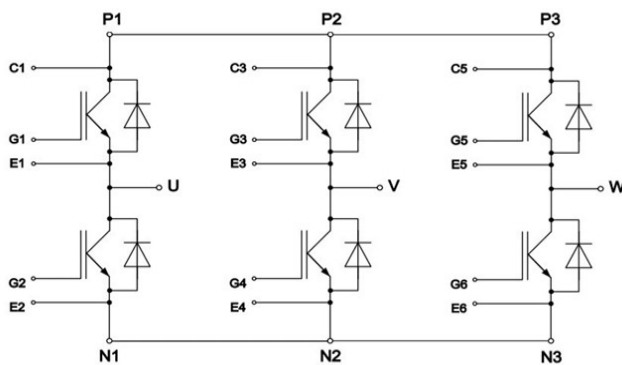 P1 P2 P3
C1 C3 C5
G1 G3 G5
E1 E3 E5
U V W
G2 G4 G6
E2 E4 E6
N1 N2 N3